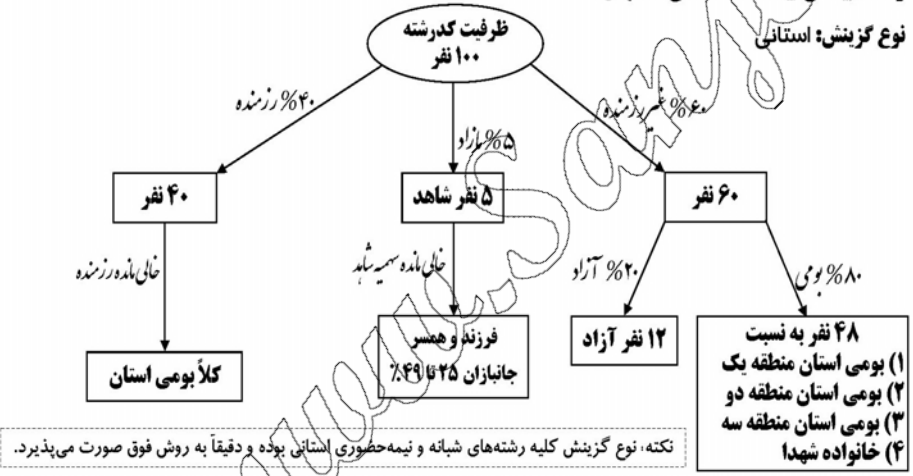 نوع گزینش: استانی
ظرفیت کدرشته
۱۰۰ نفر
۶۰% غیر رزمنده
۵% مازاد
۴۰% رزمنده
۶۰ نفر
۵ نفر شاهد
۴۰ نفر
۸۰% بومی
۲۰% آزاد
خالی مانده سهمیه شاهد
خالی مانده رزمنده
۴۸ نفر به نسبت
۱) بومی استان منطقه یک
۲) بومی استان منطقه دو
۳) بومی استان منطقه سه
۴) خانواده شهدا
۱۲ نفر آزاد
فرزند و همسر
جانبازان ۲۵ تا ۴۹%
کلاً بومی استان
نکته: نوع گزینش کلیه رشته‌های شبانه و نیمه‌حضوری استانی بوده و دقیقاً به روش فوق صورت می‌پذیرد.
www.Sanj